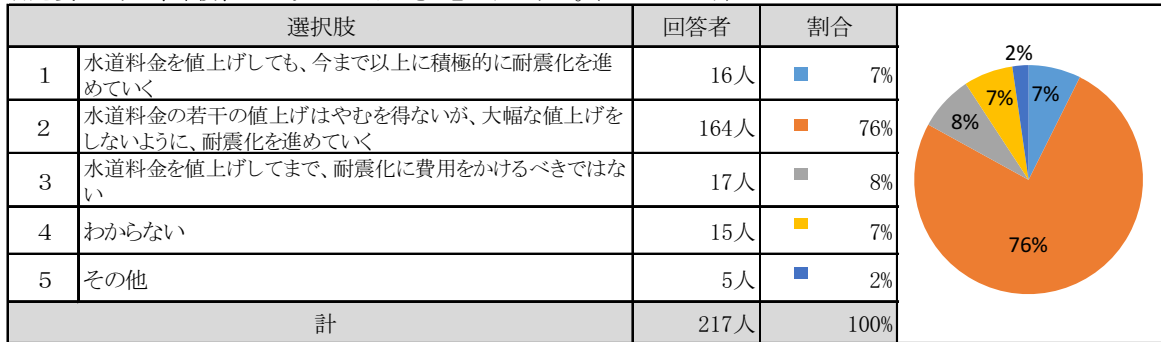 選択肢 回答者 割合
1 水道料金を値上げしても、今まで以上に積極的に耐震化を進
めていく 16人 7%
2 水道料金の若干の値上げはやむを得ないが、大幅な値上げを
しないように、耐震化を進めていく 164人 76%
3 水道料金を値上げしてまで、耐震化に費用をかけるべきではな
い 17人 8%
4 わからない 15人 7%
5 その他 5人 2%
計 217人 100%
2%
7% 7%
8%
76%